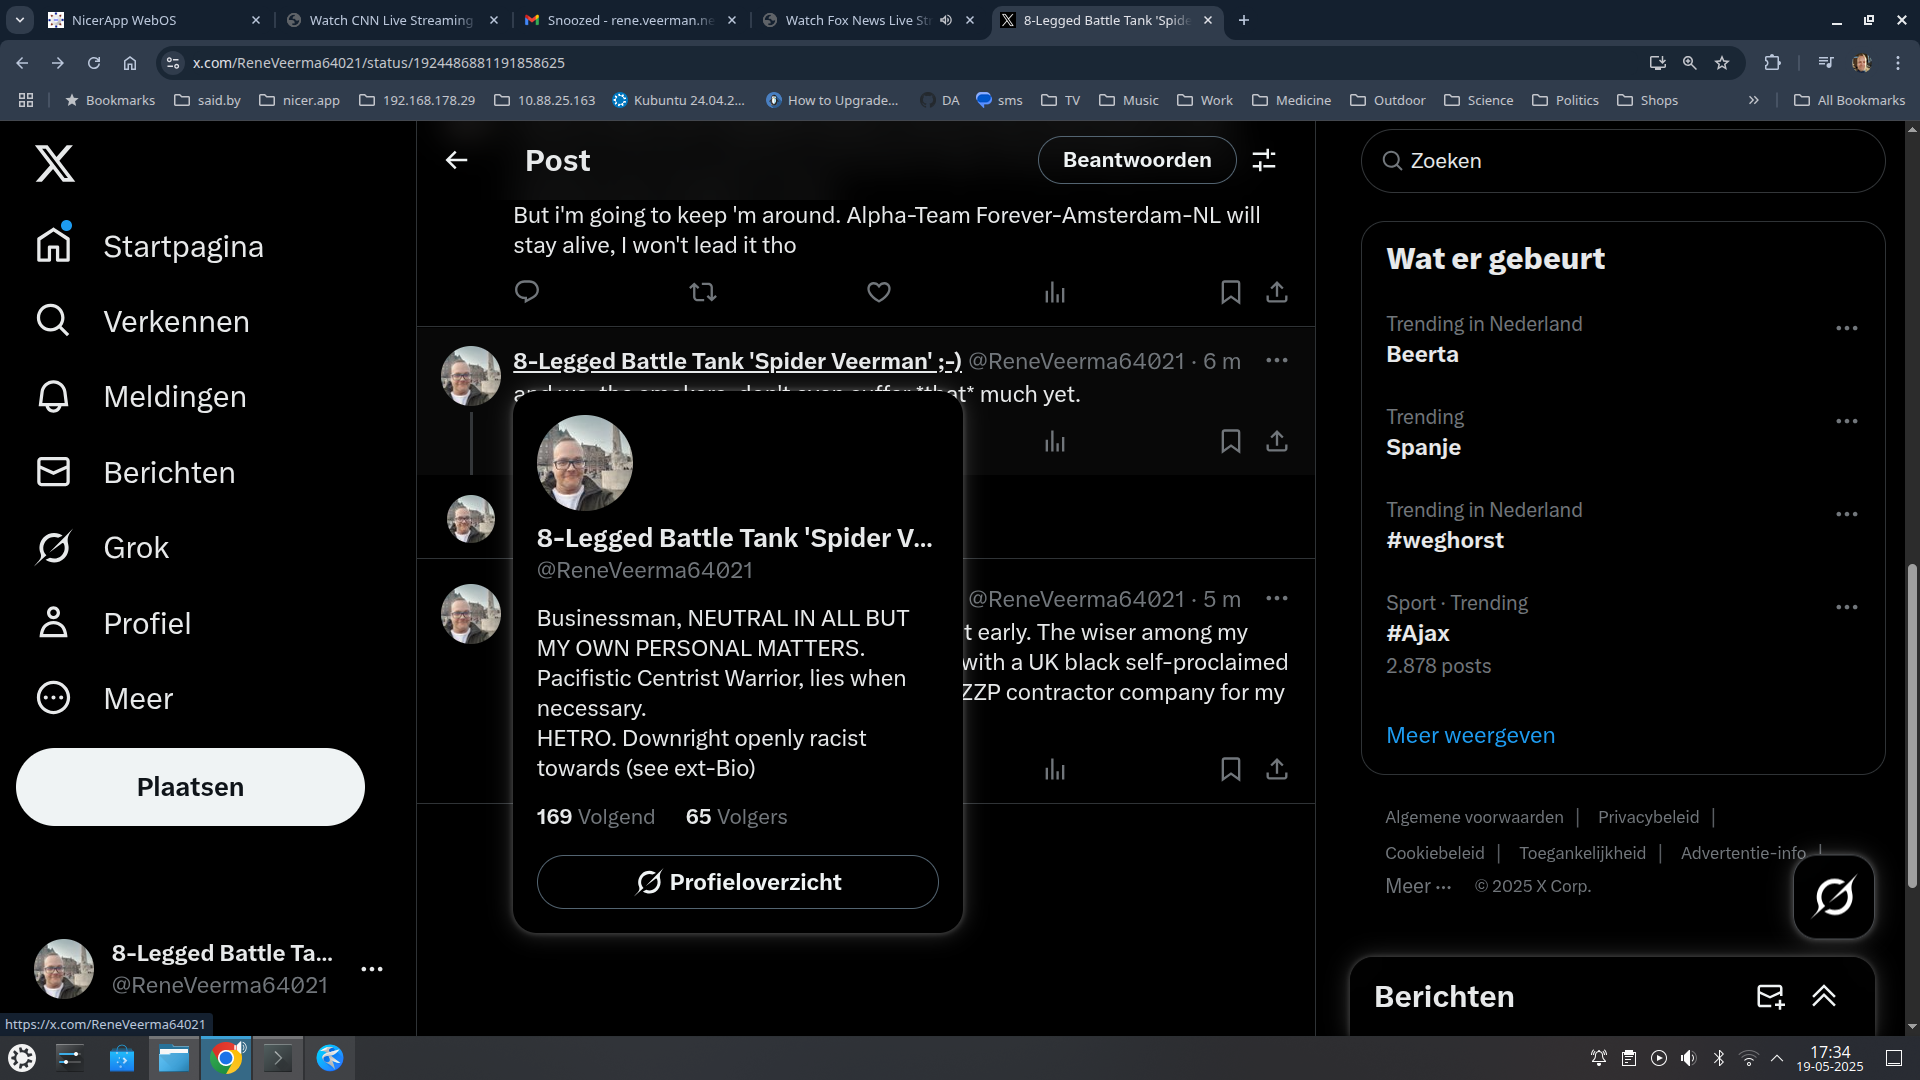 NicerApp WebOS
Watch CNN Live Streaming
Snoozed - rene.veerman.ne
Watch Fox News Live Str
8-Legged Battle Tank 'Spide
x.com/ReneVeerma64021/status/1924486881191858625
Bookmarks
said.by
nicer.app
192.168.178.29
10.88.25.163
Kubuntu 24.04.2...
How to Upgrade...
DA
sms
TV
Music
Work
Medicine
Outdoor
Science
Politics
Shops
All Bookmarks
Startpagina
Verkennen
Meldingen
Berichten
Grok
Profiel
Meer
Plaatsen
8-Legged Battle Ta...
@ReneVeerma64021
https://x.com/ReneVeerma64021
Post
Beantwoorden
But i'm going to keep 'm around. Alpha-Team Forever-Amsterdam-NL will
stay alive, I won't lead it tho
8-Legged Battle Tank 'Spider Veerman' ;-) @ReneVeerma64021 · 6 m
and we, the smokers, don't even suffer *that* much yet.
8-Legged Battle Tank 'Spider V...
@ReneVeerma64021
Businessman, NEUTRAL IN ALL BUT
MY OWN PERSONAL MATTERS.
Pacifistic Centrist Warrior, lies when
necessary.
HETRO. Downright openly racist
towards (see ext-Bio)
169 Volgend 65 Volgers
Profieloverzicht
@ReneVeerma64021 · 5 m
t early. The wiser among my
with a UK black self-proclaimed
ZZP contractor company for my
Zoeken
Wat er gebeurt
Trending in Nederland
Beerta
Trending
Spanje
Trending in Nederland
#weghorst
Sport · Trending
#Ajax
2.878 posts
Meer weergeven
Algemene voorwaarden | Privacybeleid |
Cookiebeleid | Toegankelijkheid | Advertentie-info |
Meer ··· © 2025 X Corp.
Berichten
17:34
19-05-2025